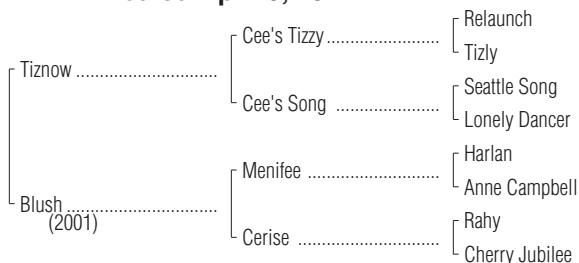 Relaunch
Cee's Tizzy
Tizly
Tiznow
Seattle Song
Cee's Song
Lonely Dancer
Harlan
Menifee
Anne Campbell
Blush
(2001)
Rahy
Cerise
Cherry Jubilee